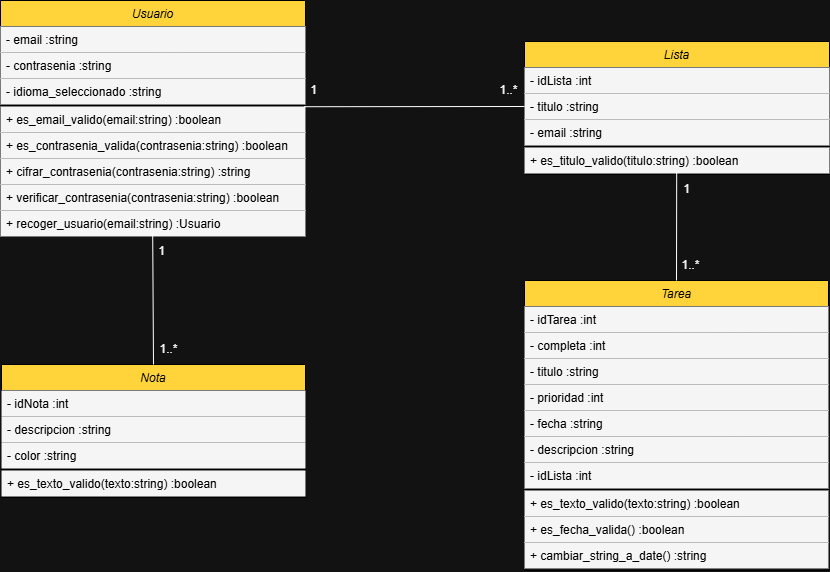 Usuario
- email :string
- contrasenia :string
- idioma_seleccionado :string
+ es_email_valido(email:string) :boolean
+ es_contrasenia_valida(contrasenia:string) :boolean
+ cifrar_contrasenia(contrasenia:string) :string
+ verificar_contrasenia(contrasenia:string) :boolean
+ recoger_usuario(email:string) :Usuario
1
1..*
Lista
- idLista :int
- titulo :string
- email :string
+ es_titulo_valido(titulo:string) :boolean
1
1..*
Nota
- idNota :int
- descripcion :string
- color :string
+ es_texto_valido(texto:string) :boolean
1
1..*
Tarea
- idTarea :int
- completa :int
- titulo :string
- prioridad :int
- fecha :string
- descripcion :string
- idLista :int
+ es_texto_valido(texto:string) :boolean
+ es_fecha_valida() :boolean
+ cambiar_string_a_date() :string